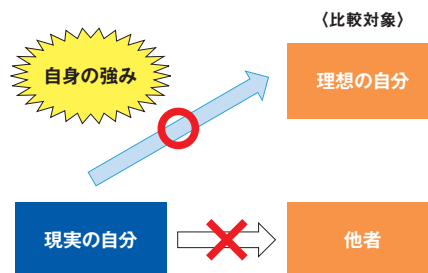 〈比較対象〉
自身の強み
理想の自分
現実の自分
他者